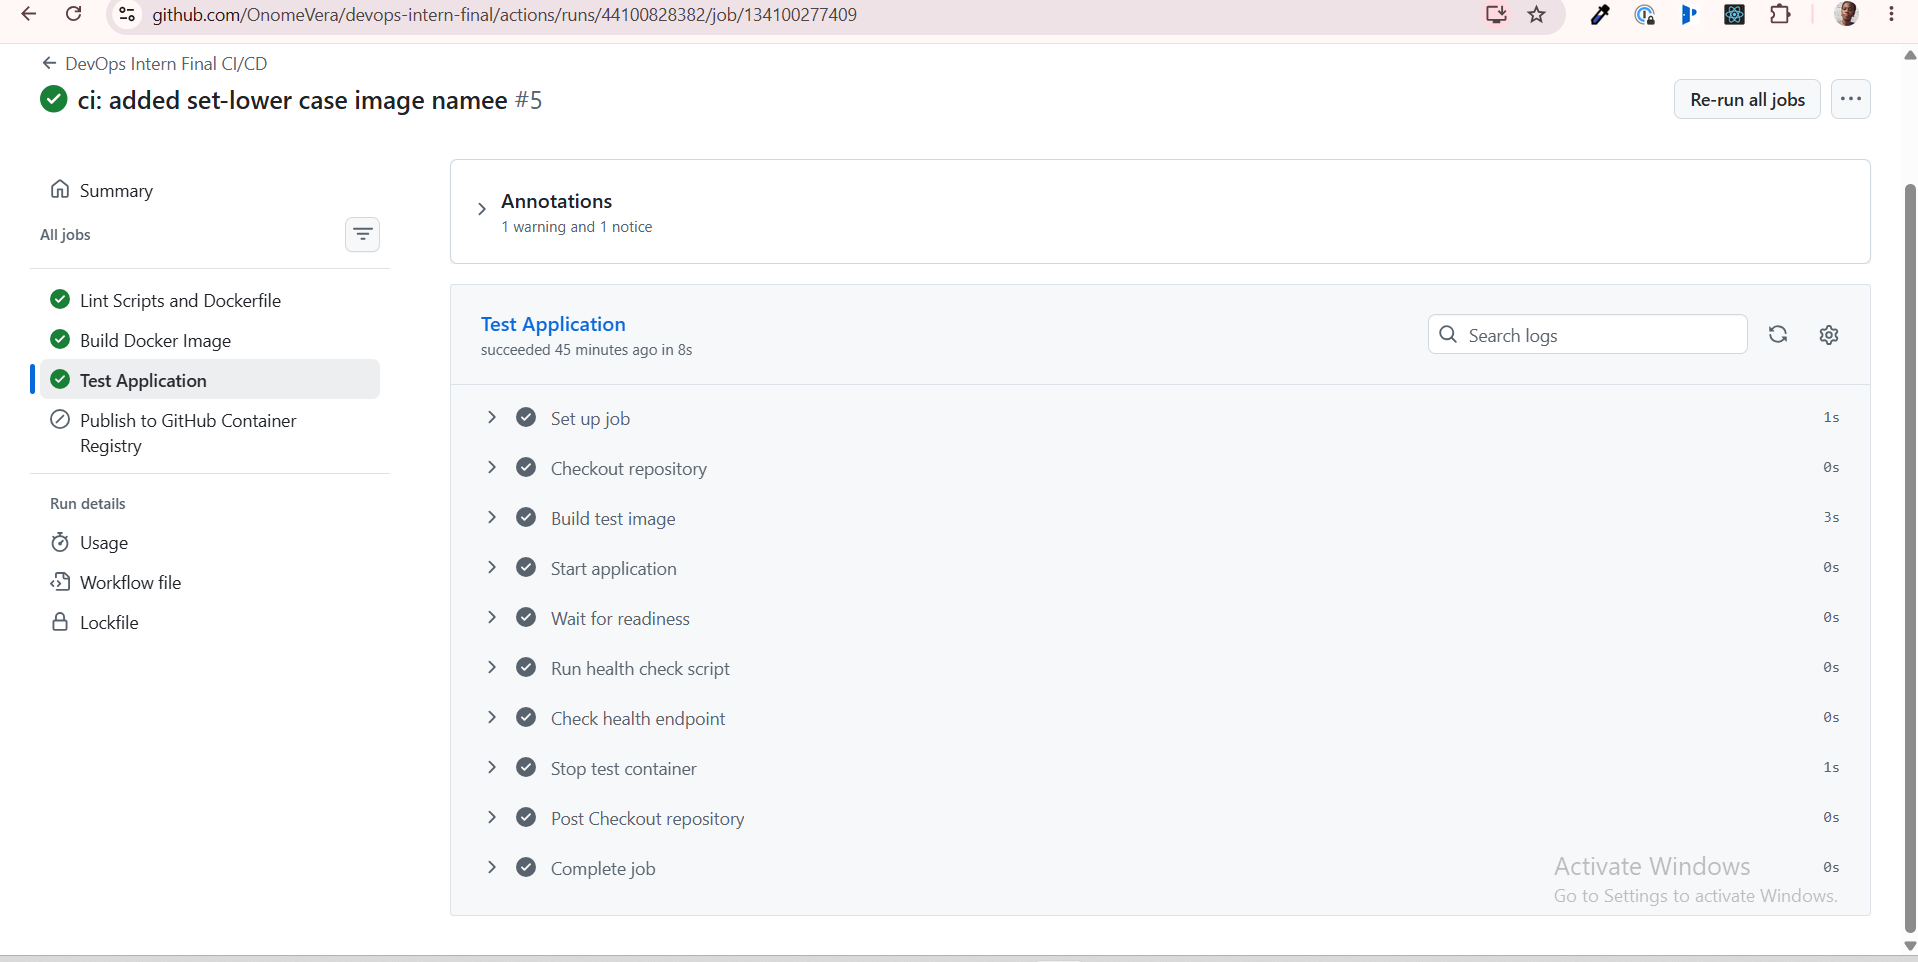 github.com/OnomeVera/devops-intern-final/actions/runs/44100828382/job/134100277409
DevOps Intern Final CI/CD
ci: added set-lower case image namee #5
Re-run all jobs
Summary
All jobs
Lint Scripts and Dockerfile
Build Docker Image
Test Application
Publish to GitHub Container
Registry
Run details
Usage
Workflow file
Lockfile
Annotations
1 warning and 1 notice
Test Application
succeeded 45 minutes ago in 8s
Search logs
Set up job 1s
Checkout repository 0s
Build test image 3s
Start application 0s
Wait for readiness 0s
Run health check script 0s
Check health endpoint 0s
Stop test container 1s
Post Checkout repository 0s
Complete job 0s
Activate Windows
Go to Settings to activate Windows.